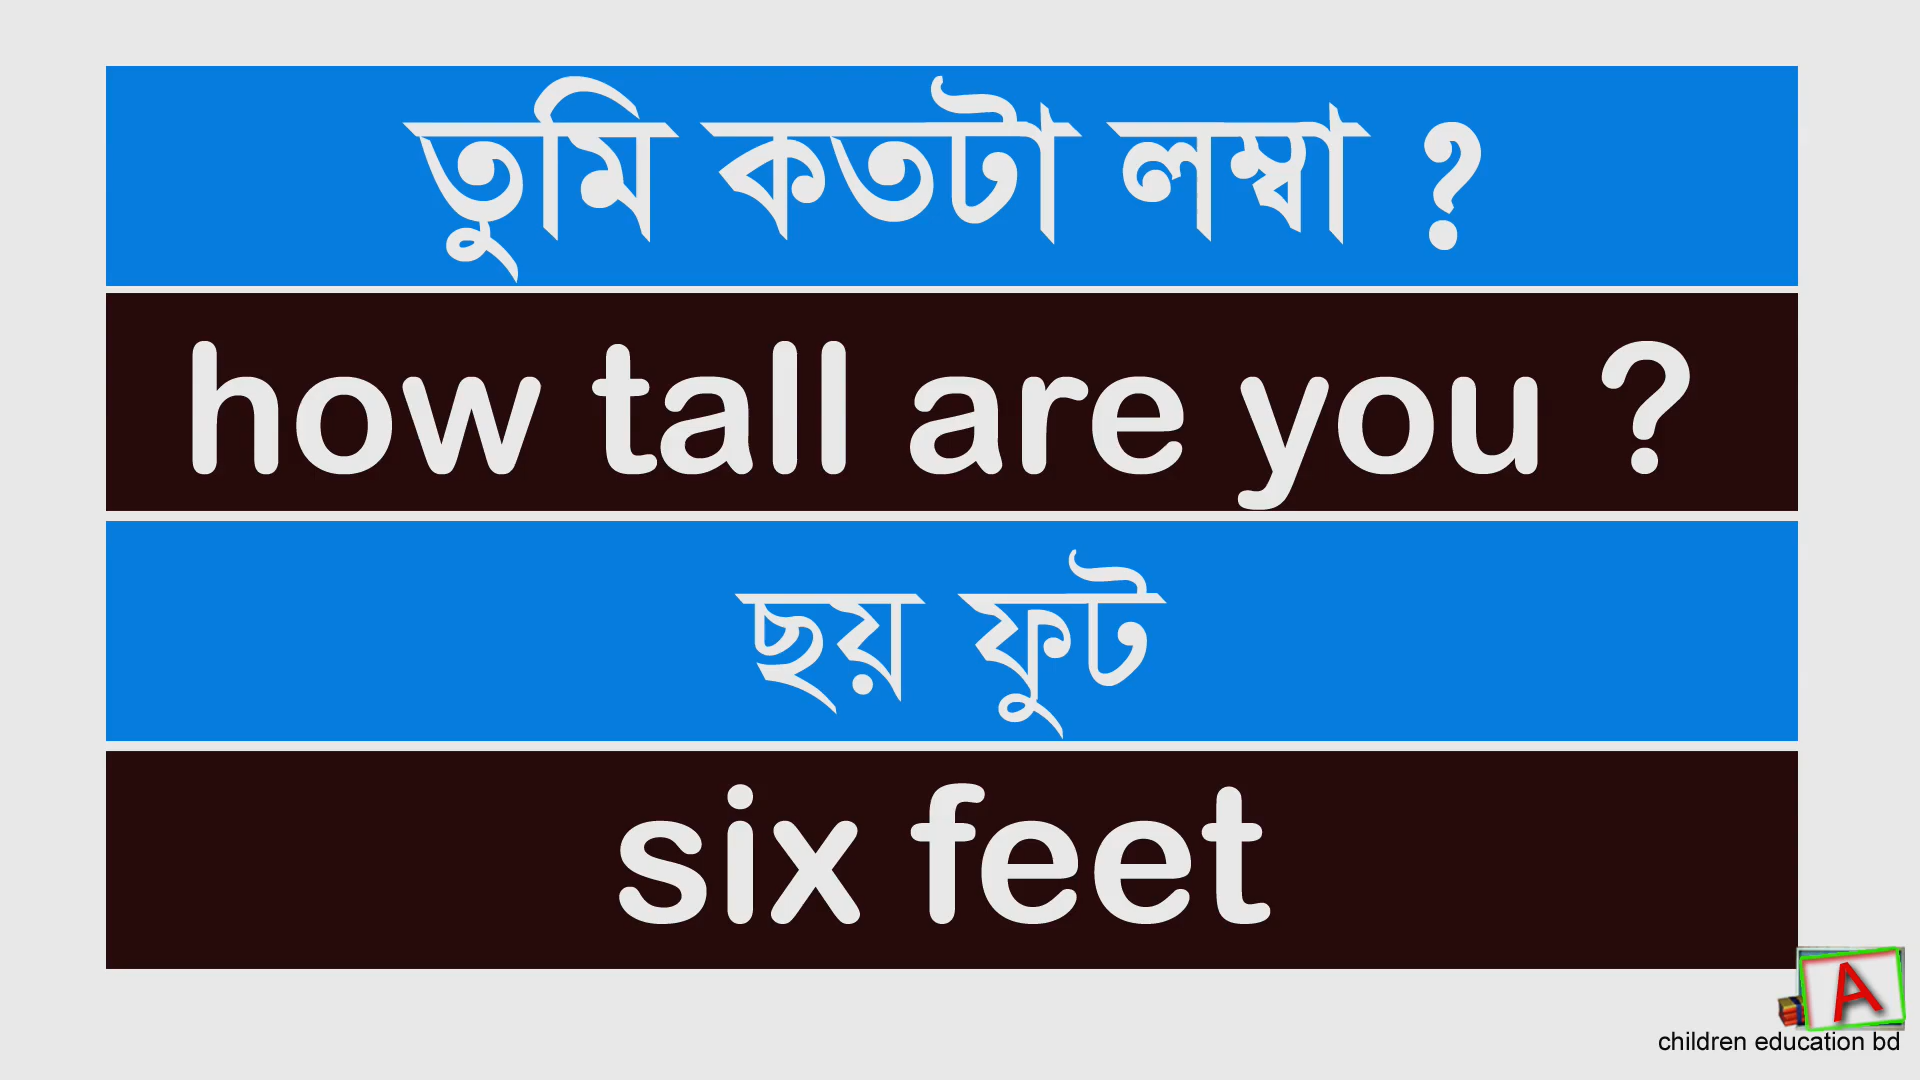 তুমি কতটা লম্বা ?
how tall are you ?
ছয় ফুট
six feet
A
children education bd